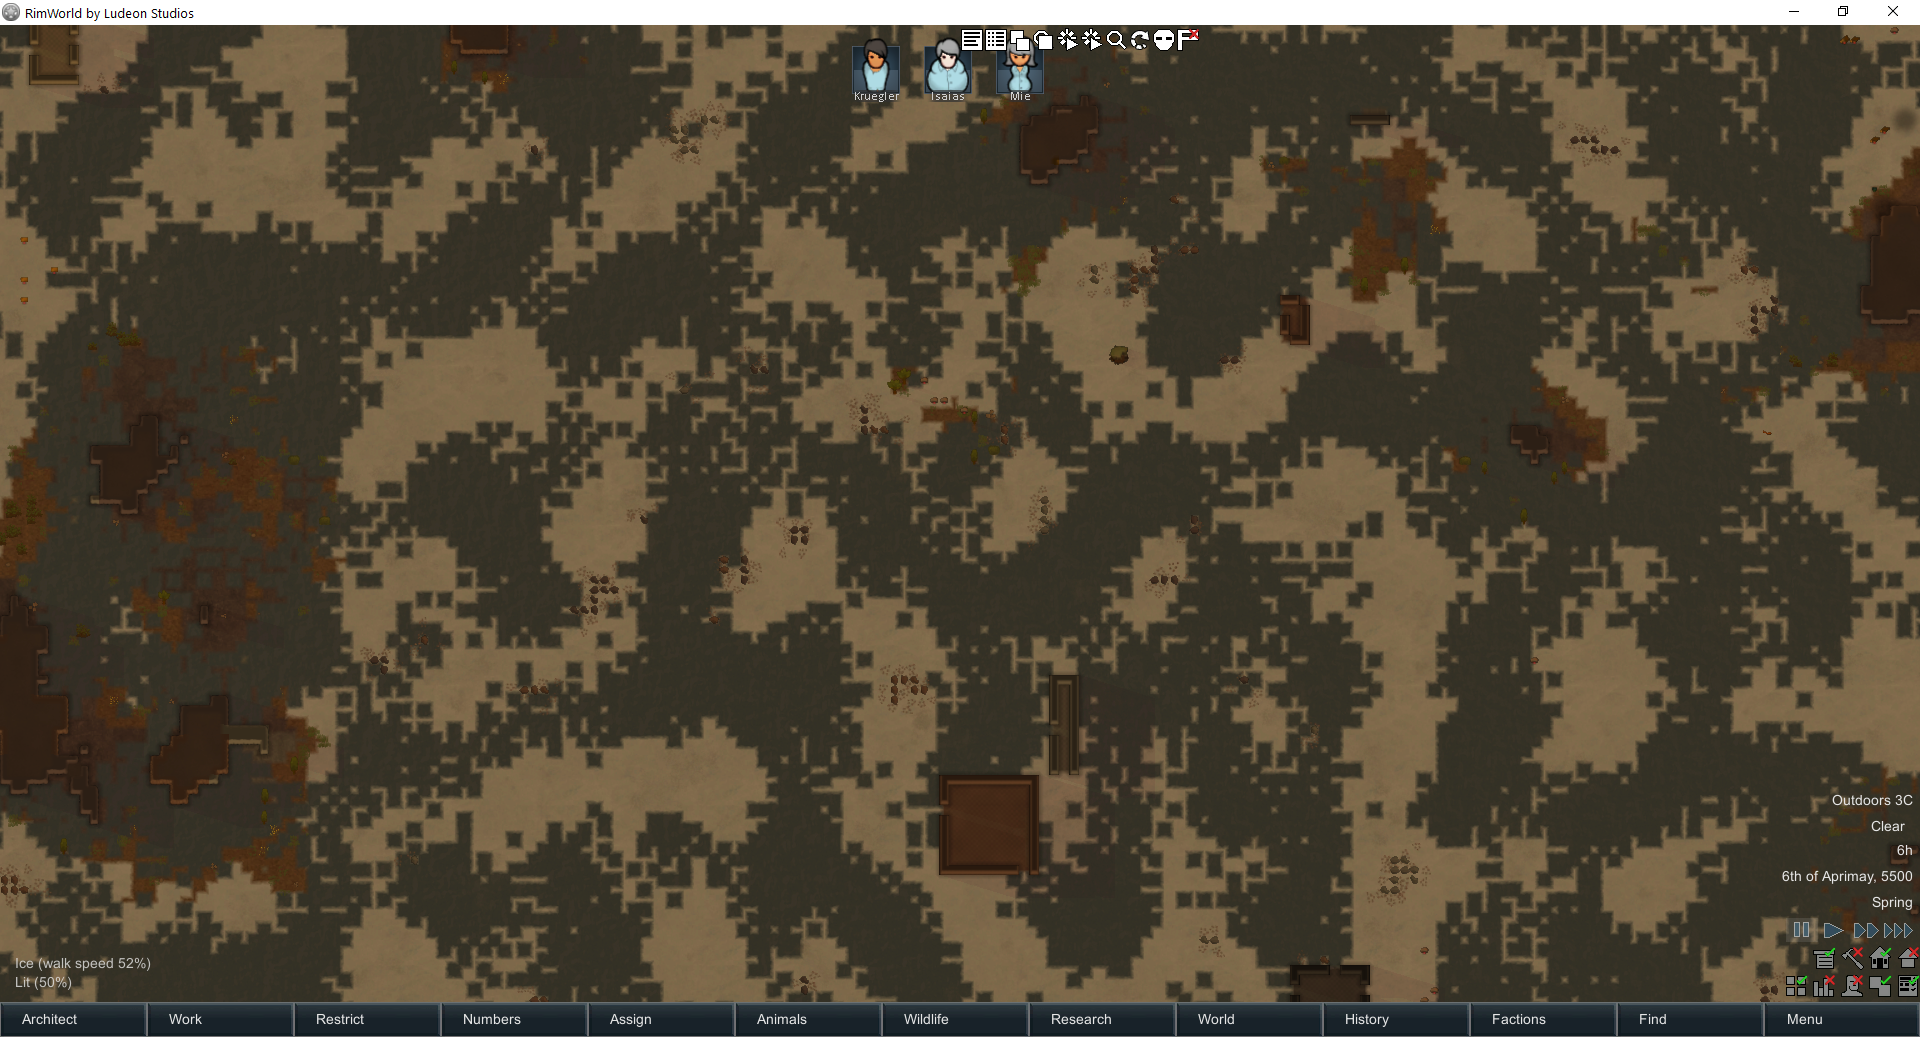 RimWorld by Ludeon Studios
Kruegler
Isaias
Mie
Outdoors 3C
Clear
6h
6th of Aprimay, 5500
Spring
Ice (walk speed 52%)
Lit (50%)
Architect
Work
Restrict
Numbers
Assign
Animals
Wildlife
Research
World
History
Factions
Find
Menu